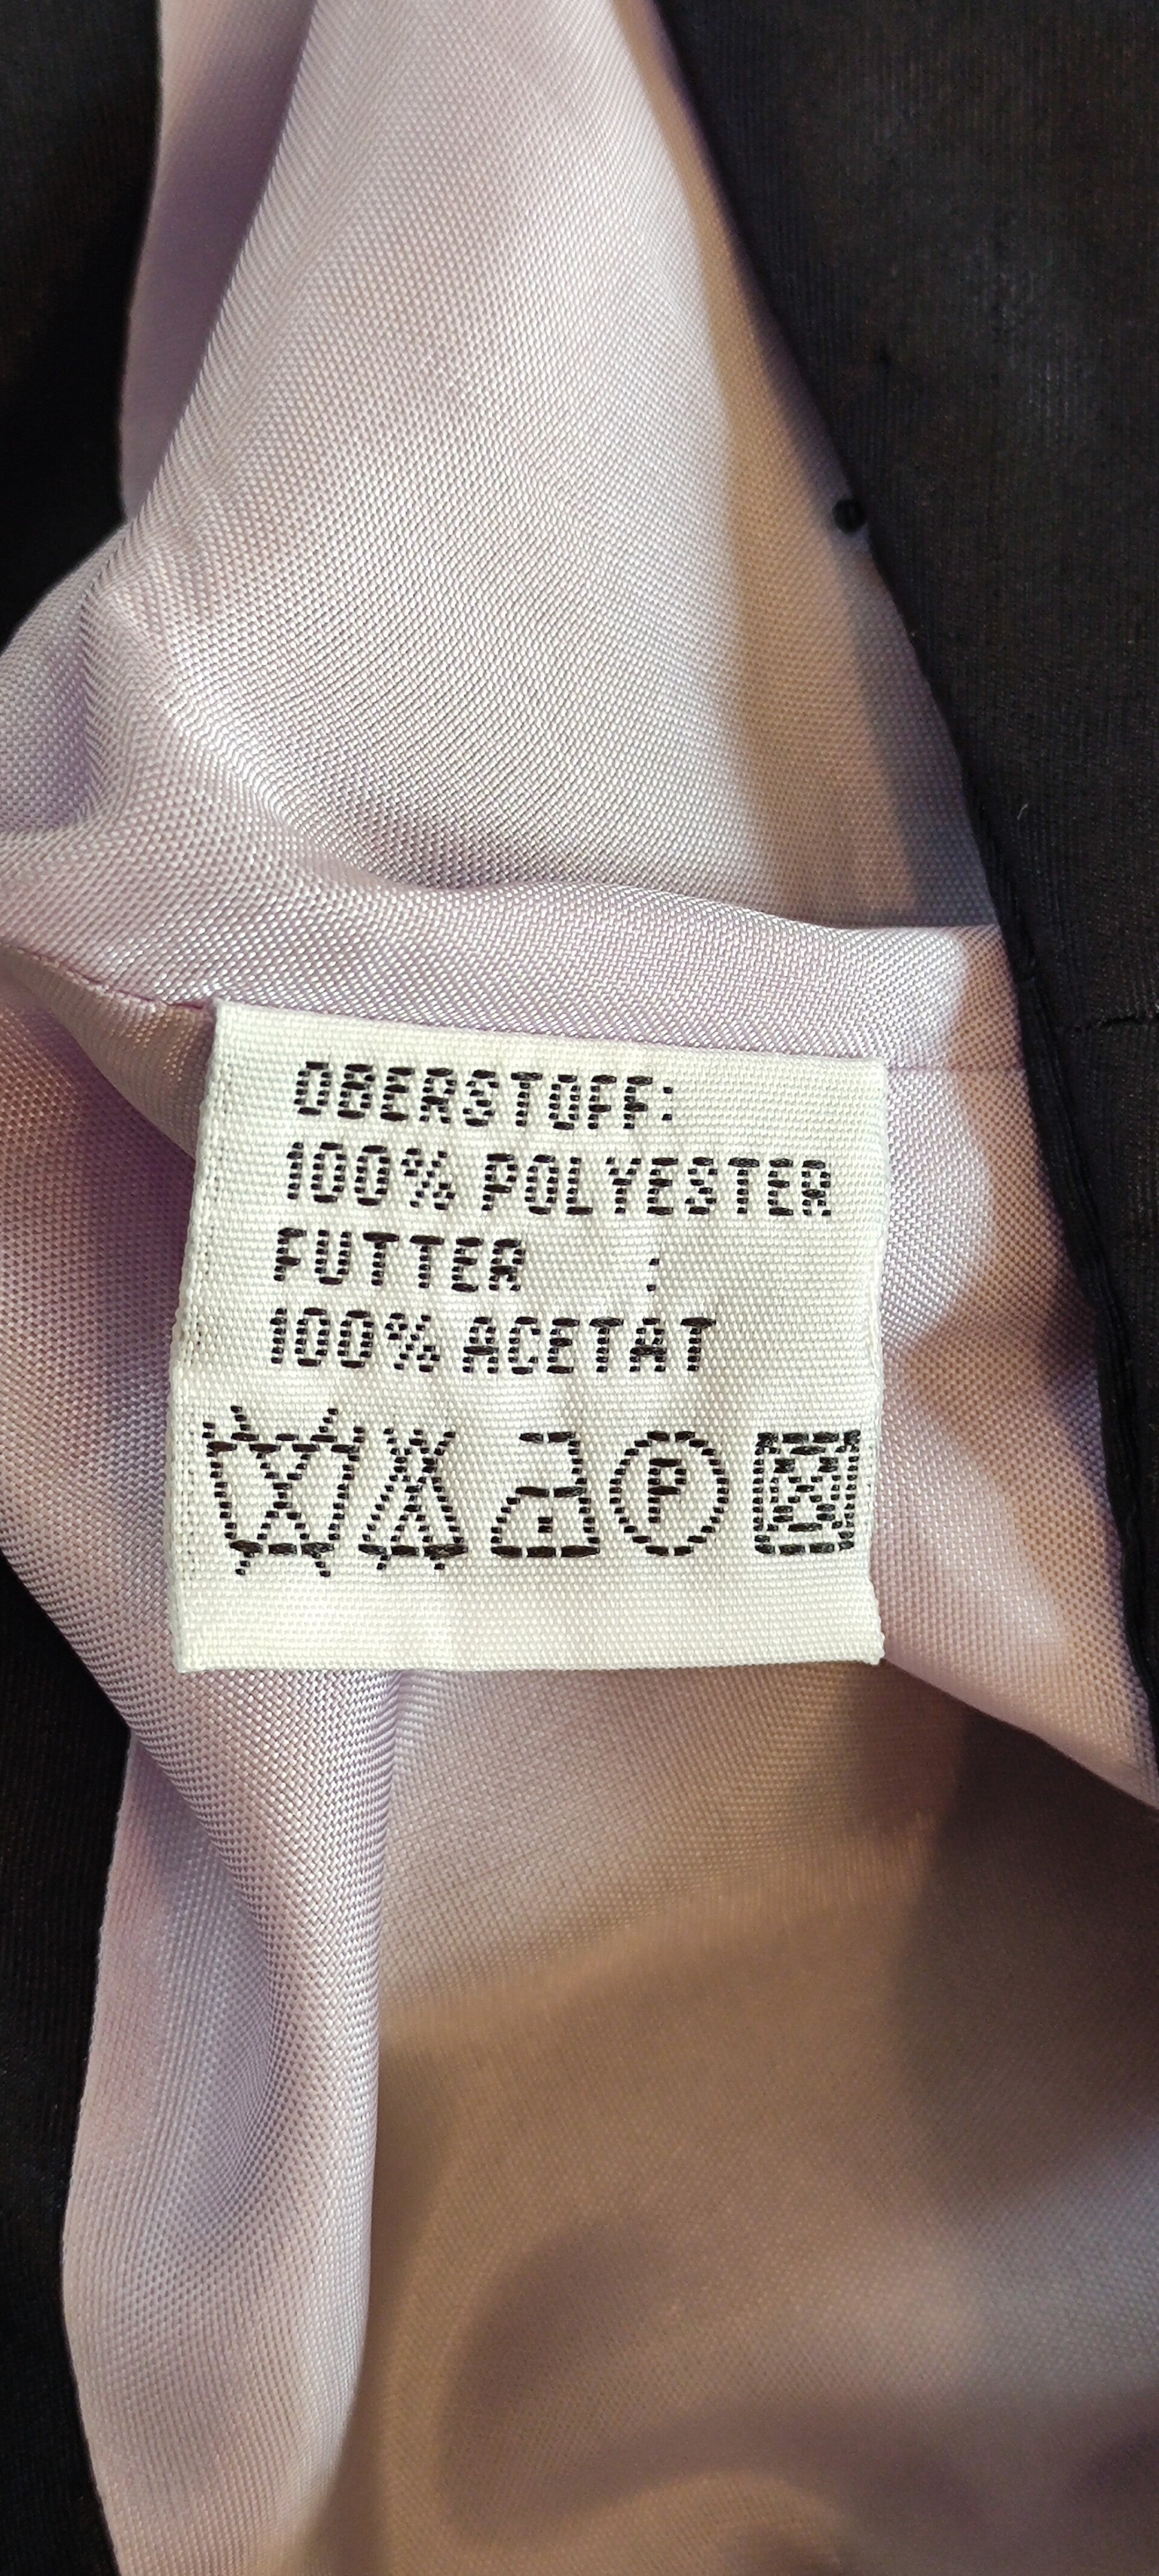 OBERSTOFF:
100% POLYESTER
FUTTER :
100% ACETAT
P